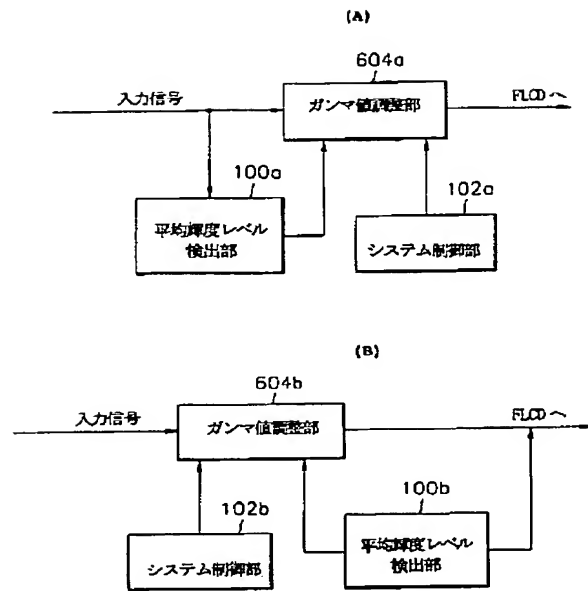 (A)
604a
入力信号
ガンマ値調整部
FLCDへ
100a
102a
平均輝度レベル
検出部
システム制御部
(B)
604b
入力信号
ガンマ値調整部
FLCDへ
102b
100b
システム制御部
平均輝度レベル
検出部